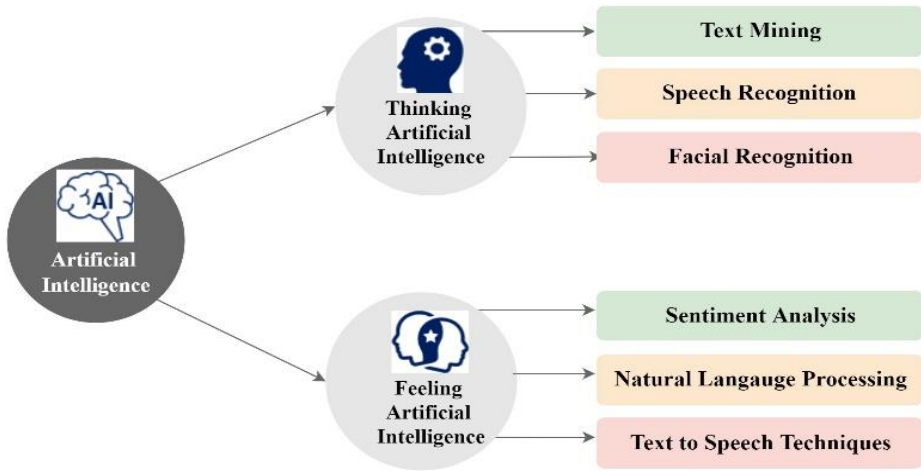 AI
Artificial
Intelligence
Thinking
Artificial
Intelligence
Text Mining
Speech Recognition
Facial Recognition
Feeling
Artificial
Intelligence
Sentiment Analysis
Natural Langauge Processing
Text to Speech Techniques